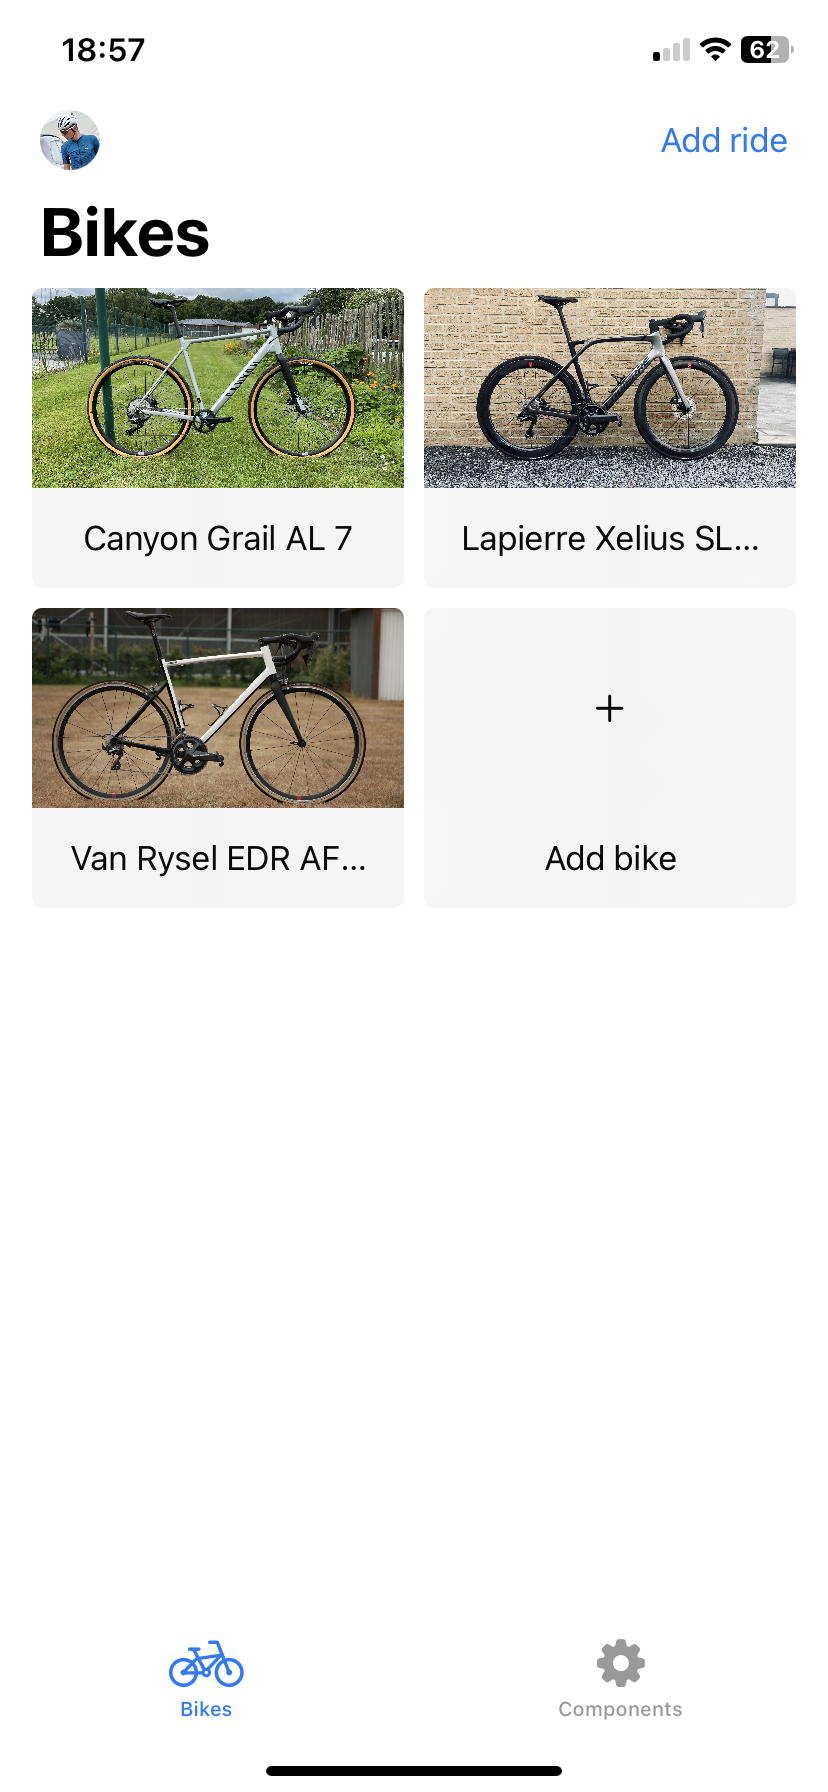 18:57
62
Add ride
Bikes
Canyon Grail AL 7
Lapierre Xelius SL...
Van Rysel EDR AF...
+
Add bike
Bikes
Components